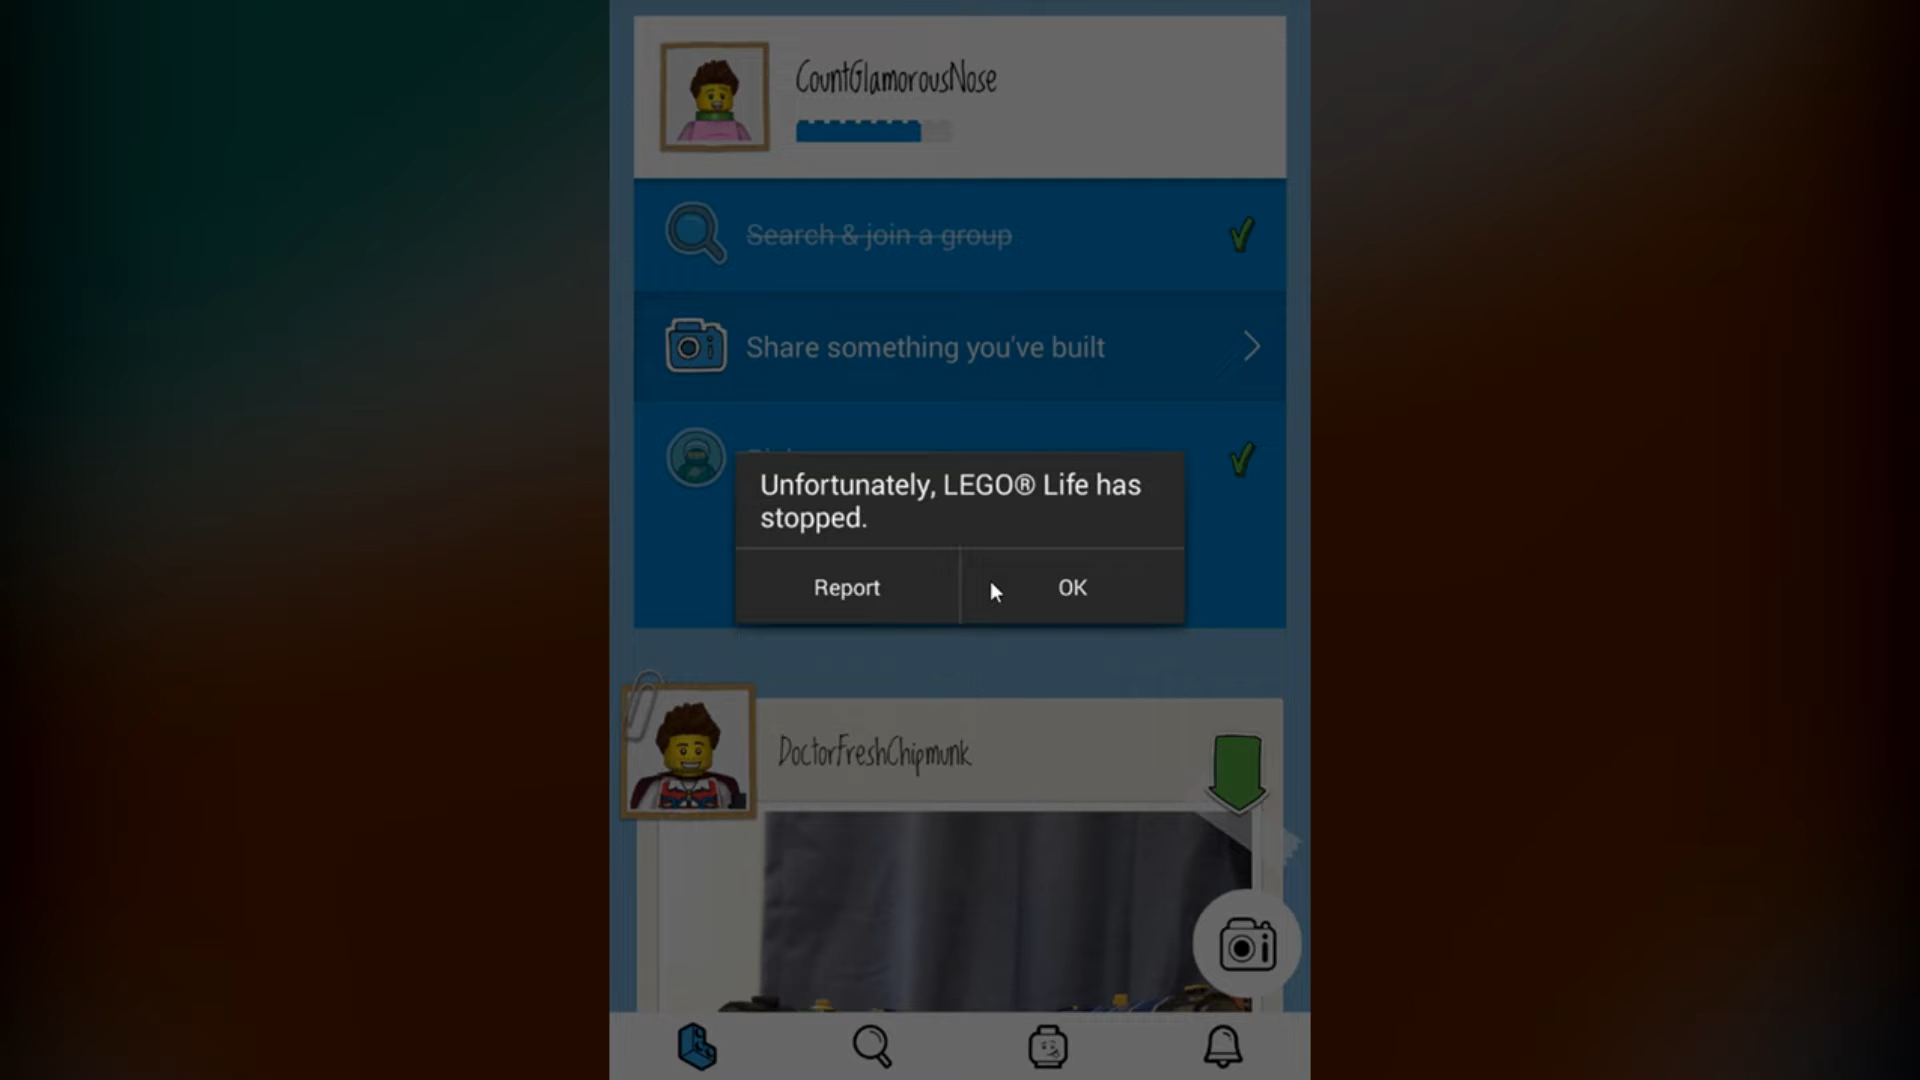 CountGlamorousNose
Search & join a group
Share something you've built
Unfortunately, LEGO® Life has
stopped.
Report
OK
DoctorFreshChipmunk